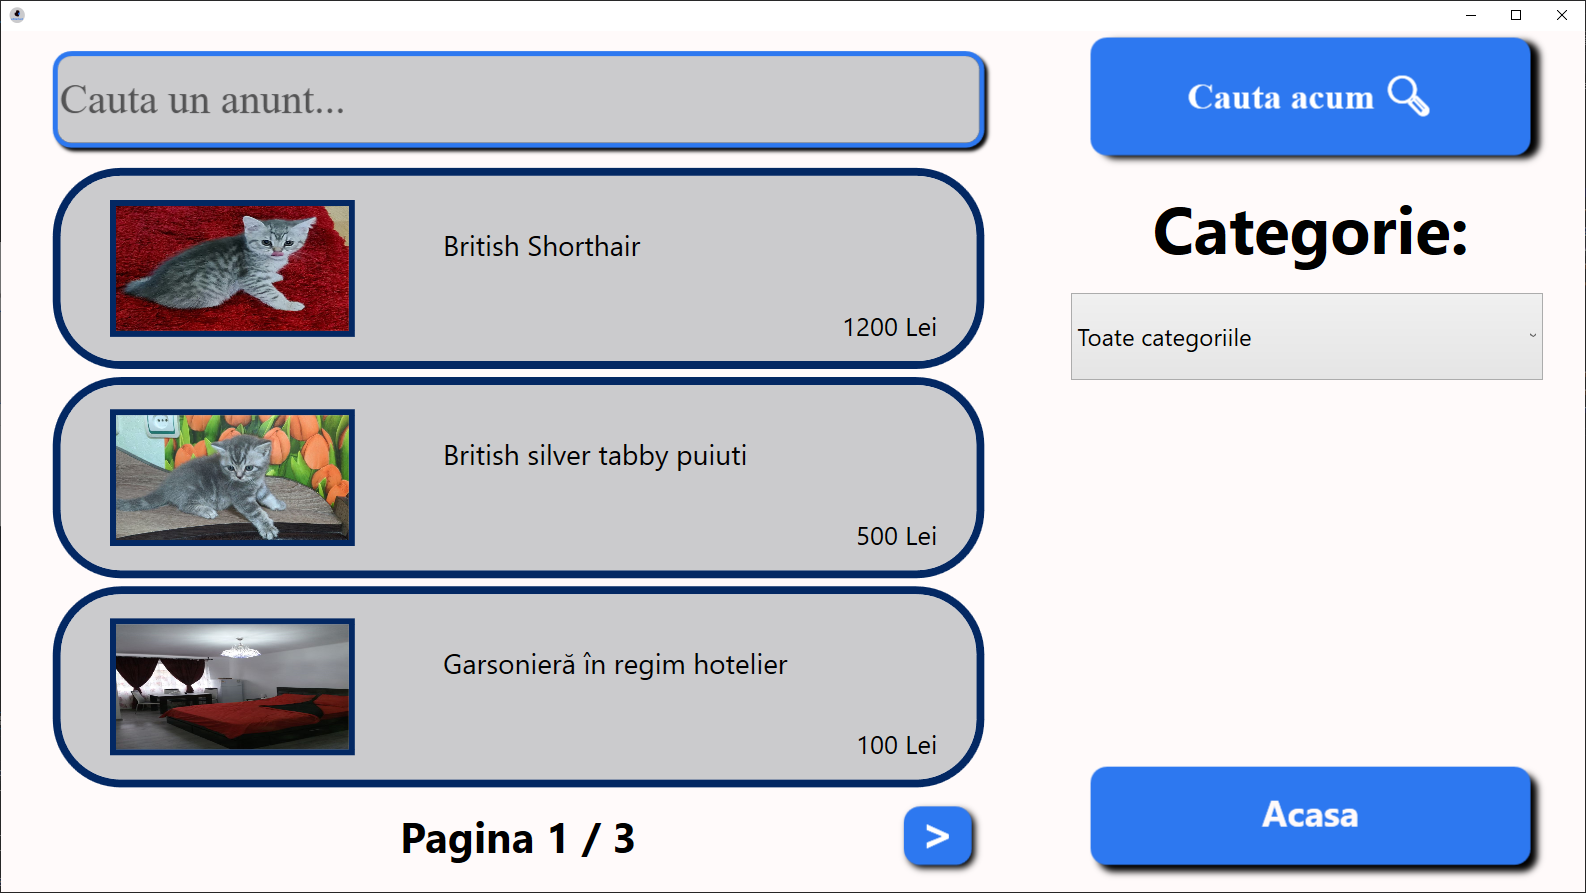 Cauta un anunt...
Cauta acum
British Shorthair
1200 Lei
Categorie:
Toate categoriile
British silver tabby puiuti
500 Lei
Garsonieră în regim hotelier
100 Lei
Pagina 1 / 3
>
Acasa